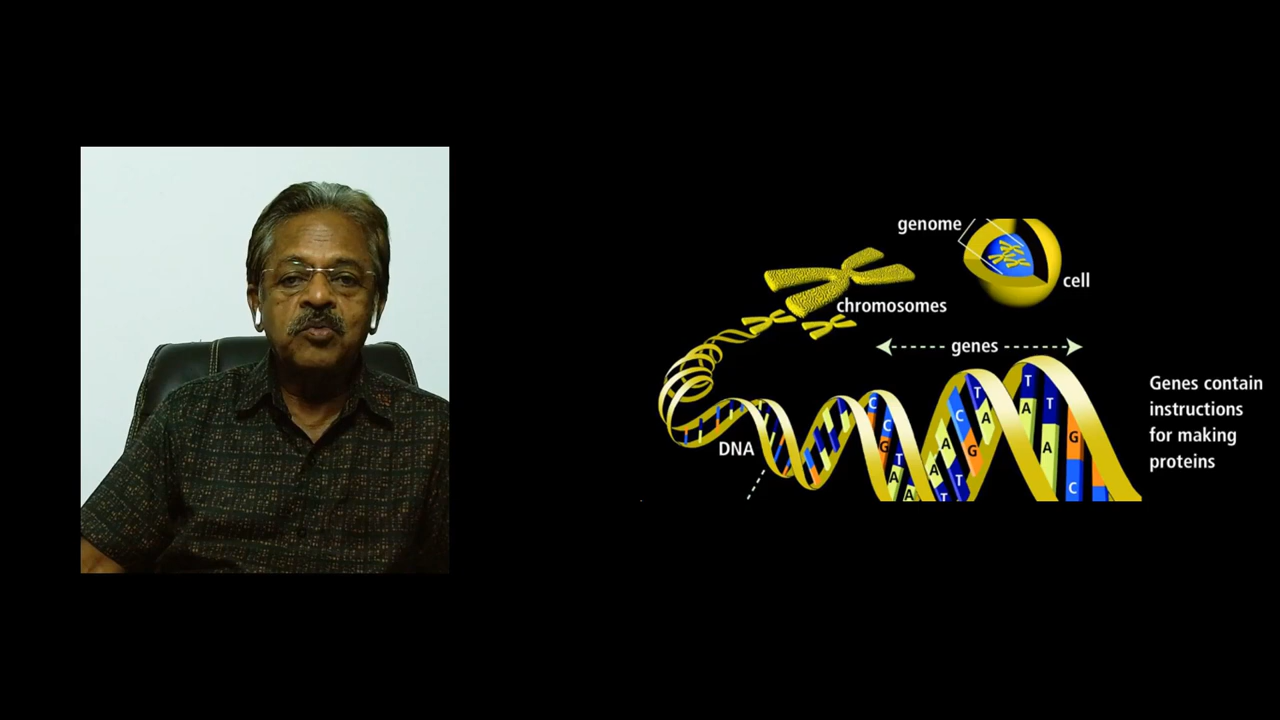 genome
cell
chromosomes
genes
DNA
Genes contain
instructions
for making
proteins
C
C
G
T
A
A
A
A
T
T
C
G
T
A
T
A
T
A
G
C